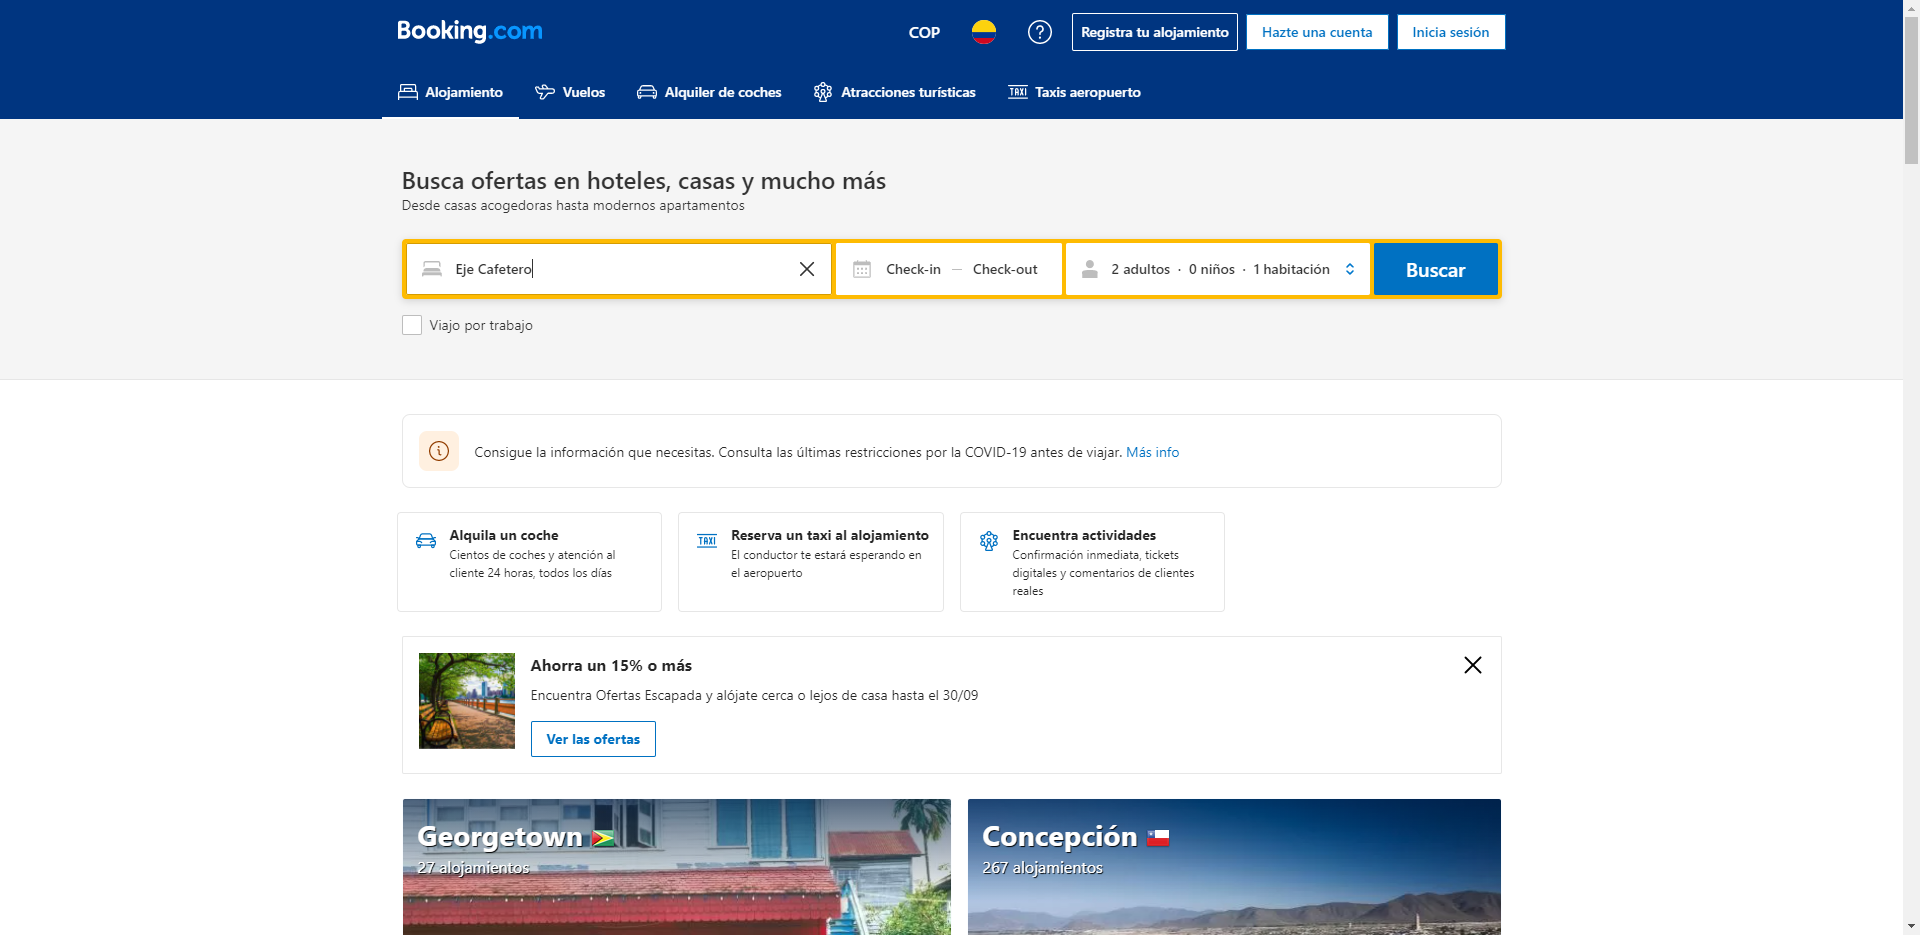 Booking.com
COP
Registra tu alojamiento
Hazte una cuenta
Inicia sesión
Alojamiento
Vuelos
Alquiler de coches
Atracciones turísticas
TAXI Taxis aeropuerto
Busca ofertas en hoteles, casas y mucho más
Desde casas acogedoras hasta modernos apartamentos
Eje Cafetero
Check-in — Check-out
2 adultos · 0 niños · 1 habitación
Buscar
Viajo por trabajo
Consigue la información que necesitas. Consulta las últimas restricciones por la COVID-19 antes de viajar. Más info
Alquila un coche
Cientos de coches y atención al
cliente 24 horas, todos los días
TAXI
Reserva un taxi al alojamiento
El conductor te estará esperando en
el aeropuerto
Encuentra actividades
Confirmación inmediata, tickets
digitales y comentarios de clientes
reales
Ahorra un 15% o más
Encuentra Ofertas Escapada y alójate cerca o lejos de casa hasta el 30/09
Ver las ofertas
Georgetown
27 alojamientos
Concepción
267 alojamientos